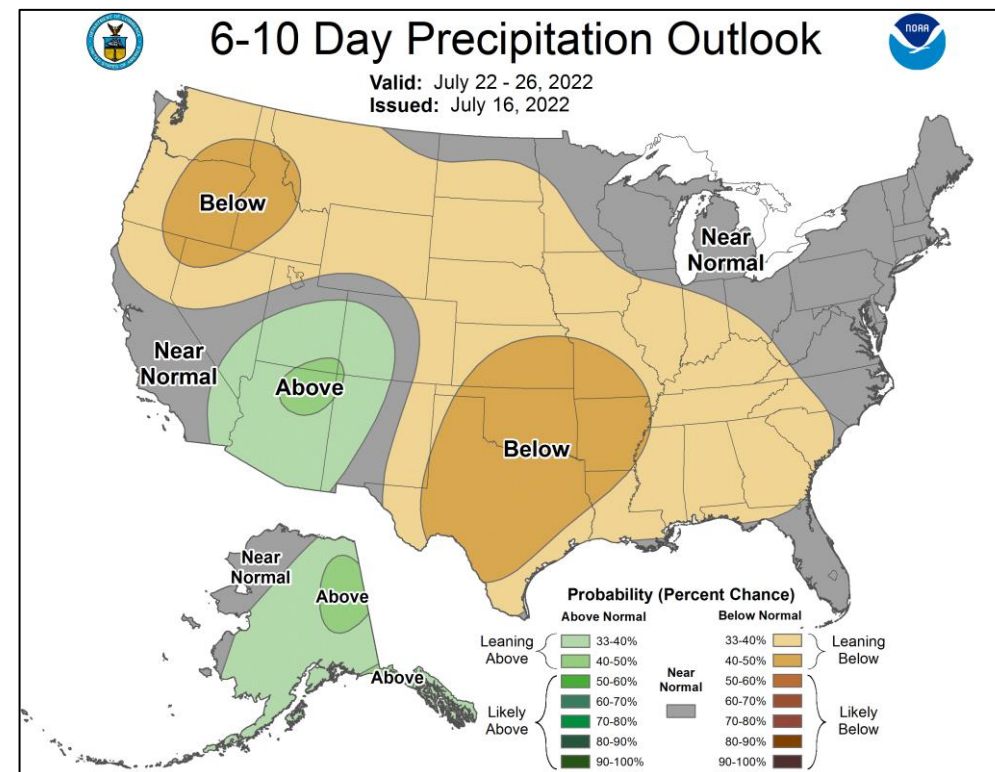 6-10 Day Precipitation Outlook
NOAA
Valid: July 22 - 26, 2022
Issued: July 16, 2022
Below
Near
Normal
Near
Normal
Above
Below
Near
Normal
Above
Above
Probability (Percent Chance)
Above Normal
Below Normal
Leaning
Above
33-40%
40-50%
Likely
Above
50-60%
60-70%
70-80%
80-90%
90-100%
Near
Normal
33-40%
40-50%
Leaning
Below
50-60%
60-70%
70-80%
80-90%
90-100%
Likely
Below